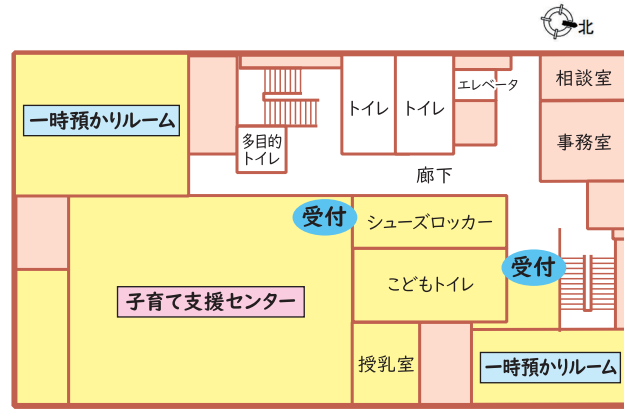 北
相談室
エレベータ
トイレ
トイレ
一時預かりルーム
多目的
トイレ
事務室
廊下
受付
シューズロッカー
受付
こどもトイレ
子育て支援センター
授乳室
一時預かりルーム